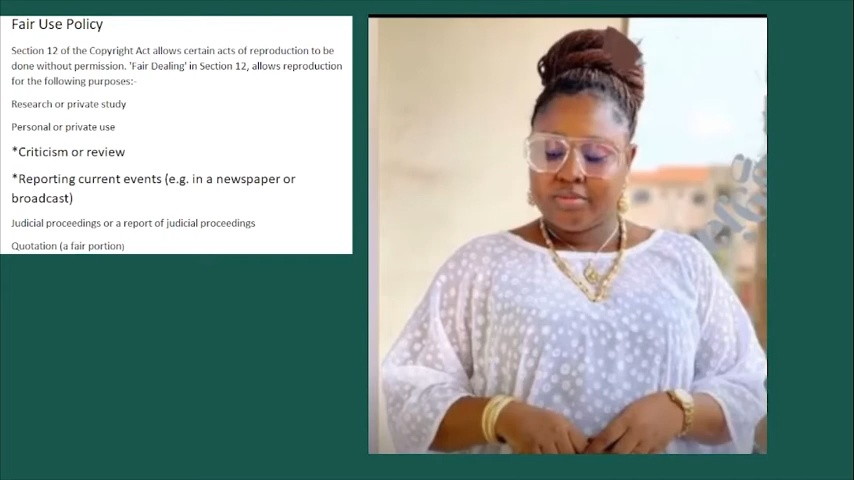 Fair Use Policy
Section 12 of the Copyright Act allows certain acts of reproduction to be
done without permission. 'Fair Dealing' in Section 12, allows reproduction
for the following purposes:-
Research or private study
Personal or private use
*Criticism or review
*Reporting current events (e.g. in a newspaper or
broadcast)
Judicial proceedings or a report of judicial proceedings
Quotation (a fair portion)